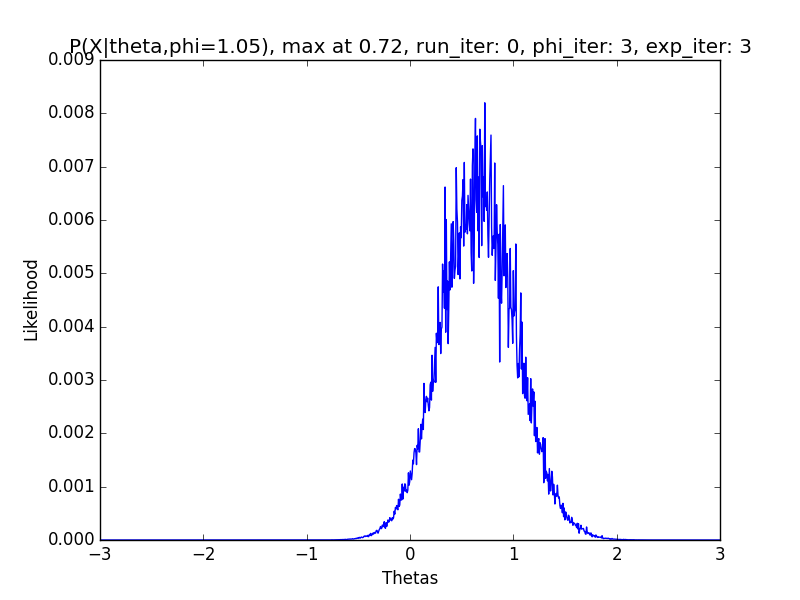 P(X|theta,phi=1.05), max at 0.72, run_iter: 0, phi_iter: 3, exp_iter: 3
0.009
0.008
0.007
0.006
0.005
0.004
0.003
0.002
0.001
0.000
Likelihood
−3 −2 −1 0 1 2 3
Thetas